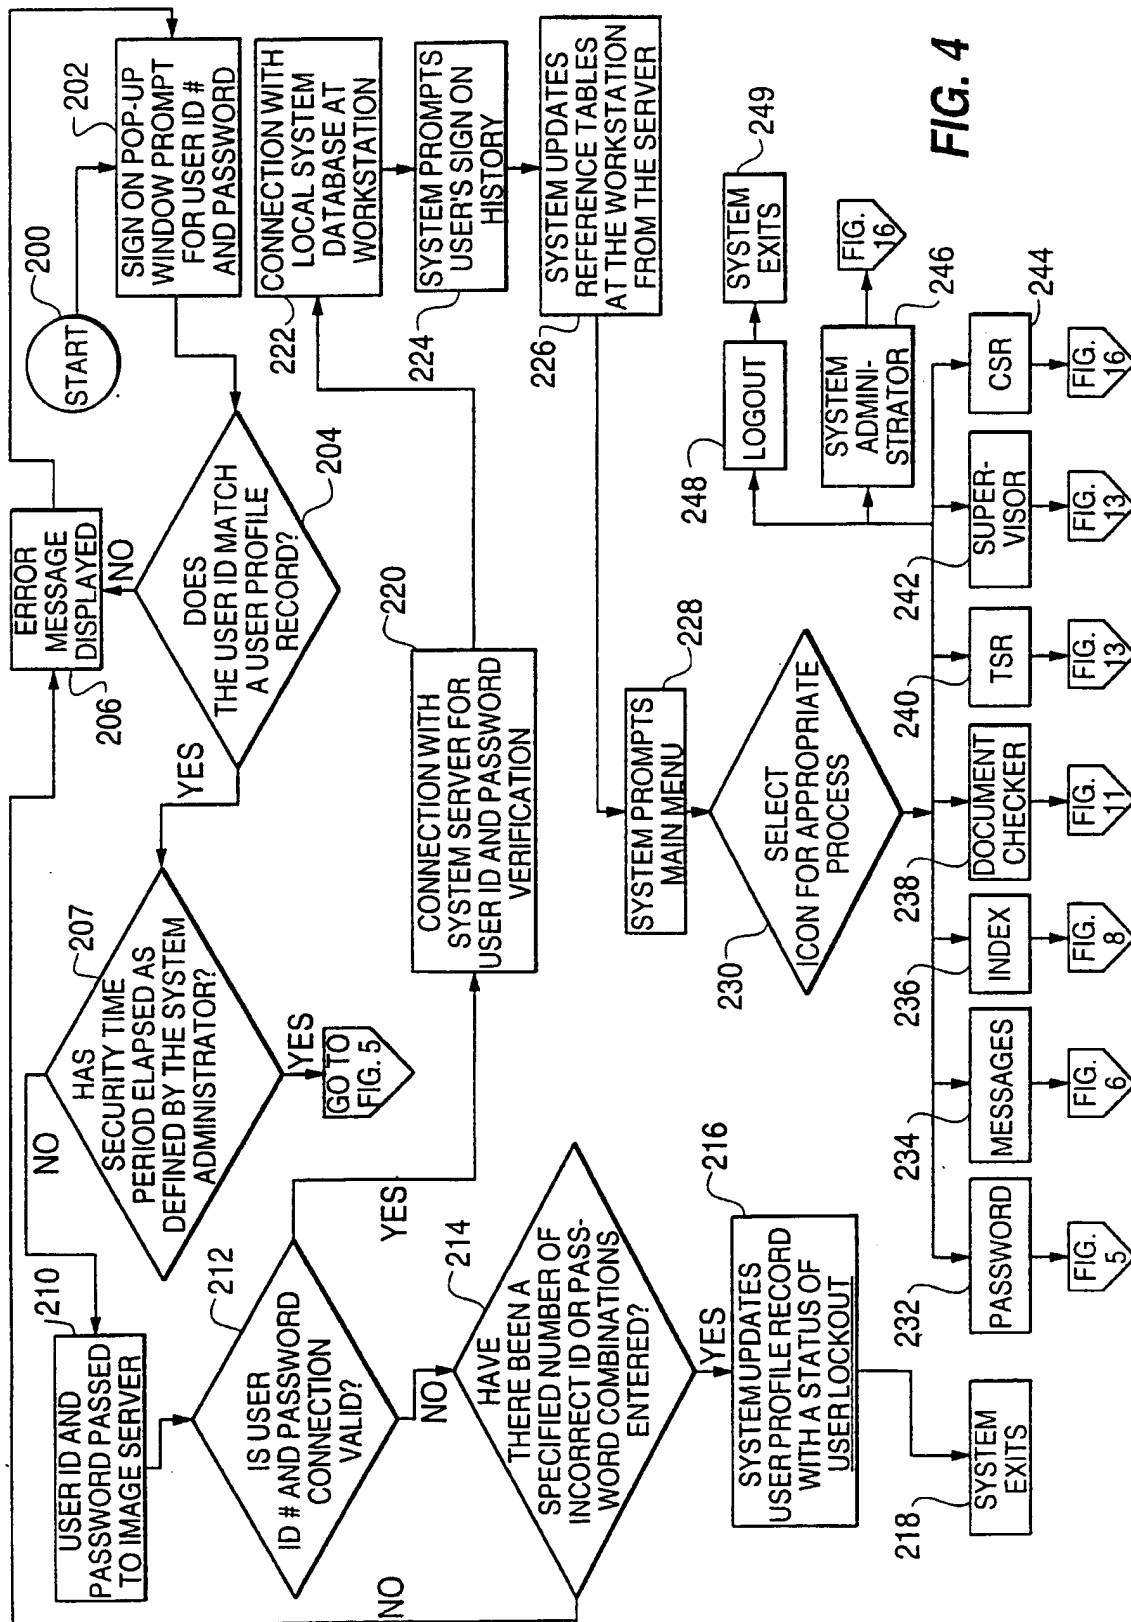 200
START
202
SIGN ON POP-UP
WINDOW PROMPT
FOR USER ID #
AND PASSWORD
204
DOES
THE USER ID MATCH
A USER PROFILE
RECORD?
NO
ERROR
MESSAGE
DISPLAYED
206
YES
207
HAS
SECURITY TIME
PERIOD ELAPSED AS
DEFINED BY THE SYSTEM
ADMINISTRATOR?
YES
GO TO
FIG. 5
NO
210
USER ID AND
PASSWORD PASSED
TO IMAGE SERVER
212
IS USER
ID # AND PASSWORD
CONNECTION
VALID?
YES
NO
214
HAVE
THERE BEEN A
SPECIFIED NUMBER OF
INCORRECT ID OR PASS-
WORD COMBINATIONS
ENTERED?
NO
YES
216
SYSTEM UPDATES
USER PROFILE RECORD
WITH A STATUS OF
USER LOCKOUT
218
SYSTEM
EXITS
220
CONNECTION WITH
SYSTEM SERVER FOR
USER ID AND PASSWORD
VERIFICATION
222
CONNECTION WITH
LOCAL SYSTEM
DATABASE AT
WORKSTATION
224
SYSTEM PROMPTS
USER'S SIGN ON
HISTORY
226
SYSTEM UPDATES
REFERENCE TABLES
AT THE WORKSTATION
FROM THE SERVER
228
SYSTEM PROMPTS
MAIN MENU
230
SELECT
ICON FOR APPROPRIATE
PROCESS
232
PASSWORD
FIG.
5
234
MESSAGES
FIG.
6
236
INDEX
FIG.
8
238
DOCUMENT
CHECKER
FIG.
11
240
TSR
FIG.
13
242
SUPER-
VISOR
FIG.
13
244
CSR
FIG.
16
246
SYSTEM
ADMINI-
STRATOR
FIG.
16
248
LOGOUT
249
SYSTEM
EXITS
FIG. 4